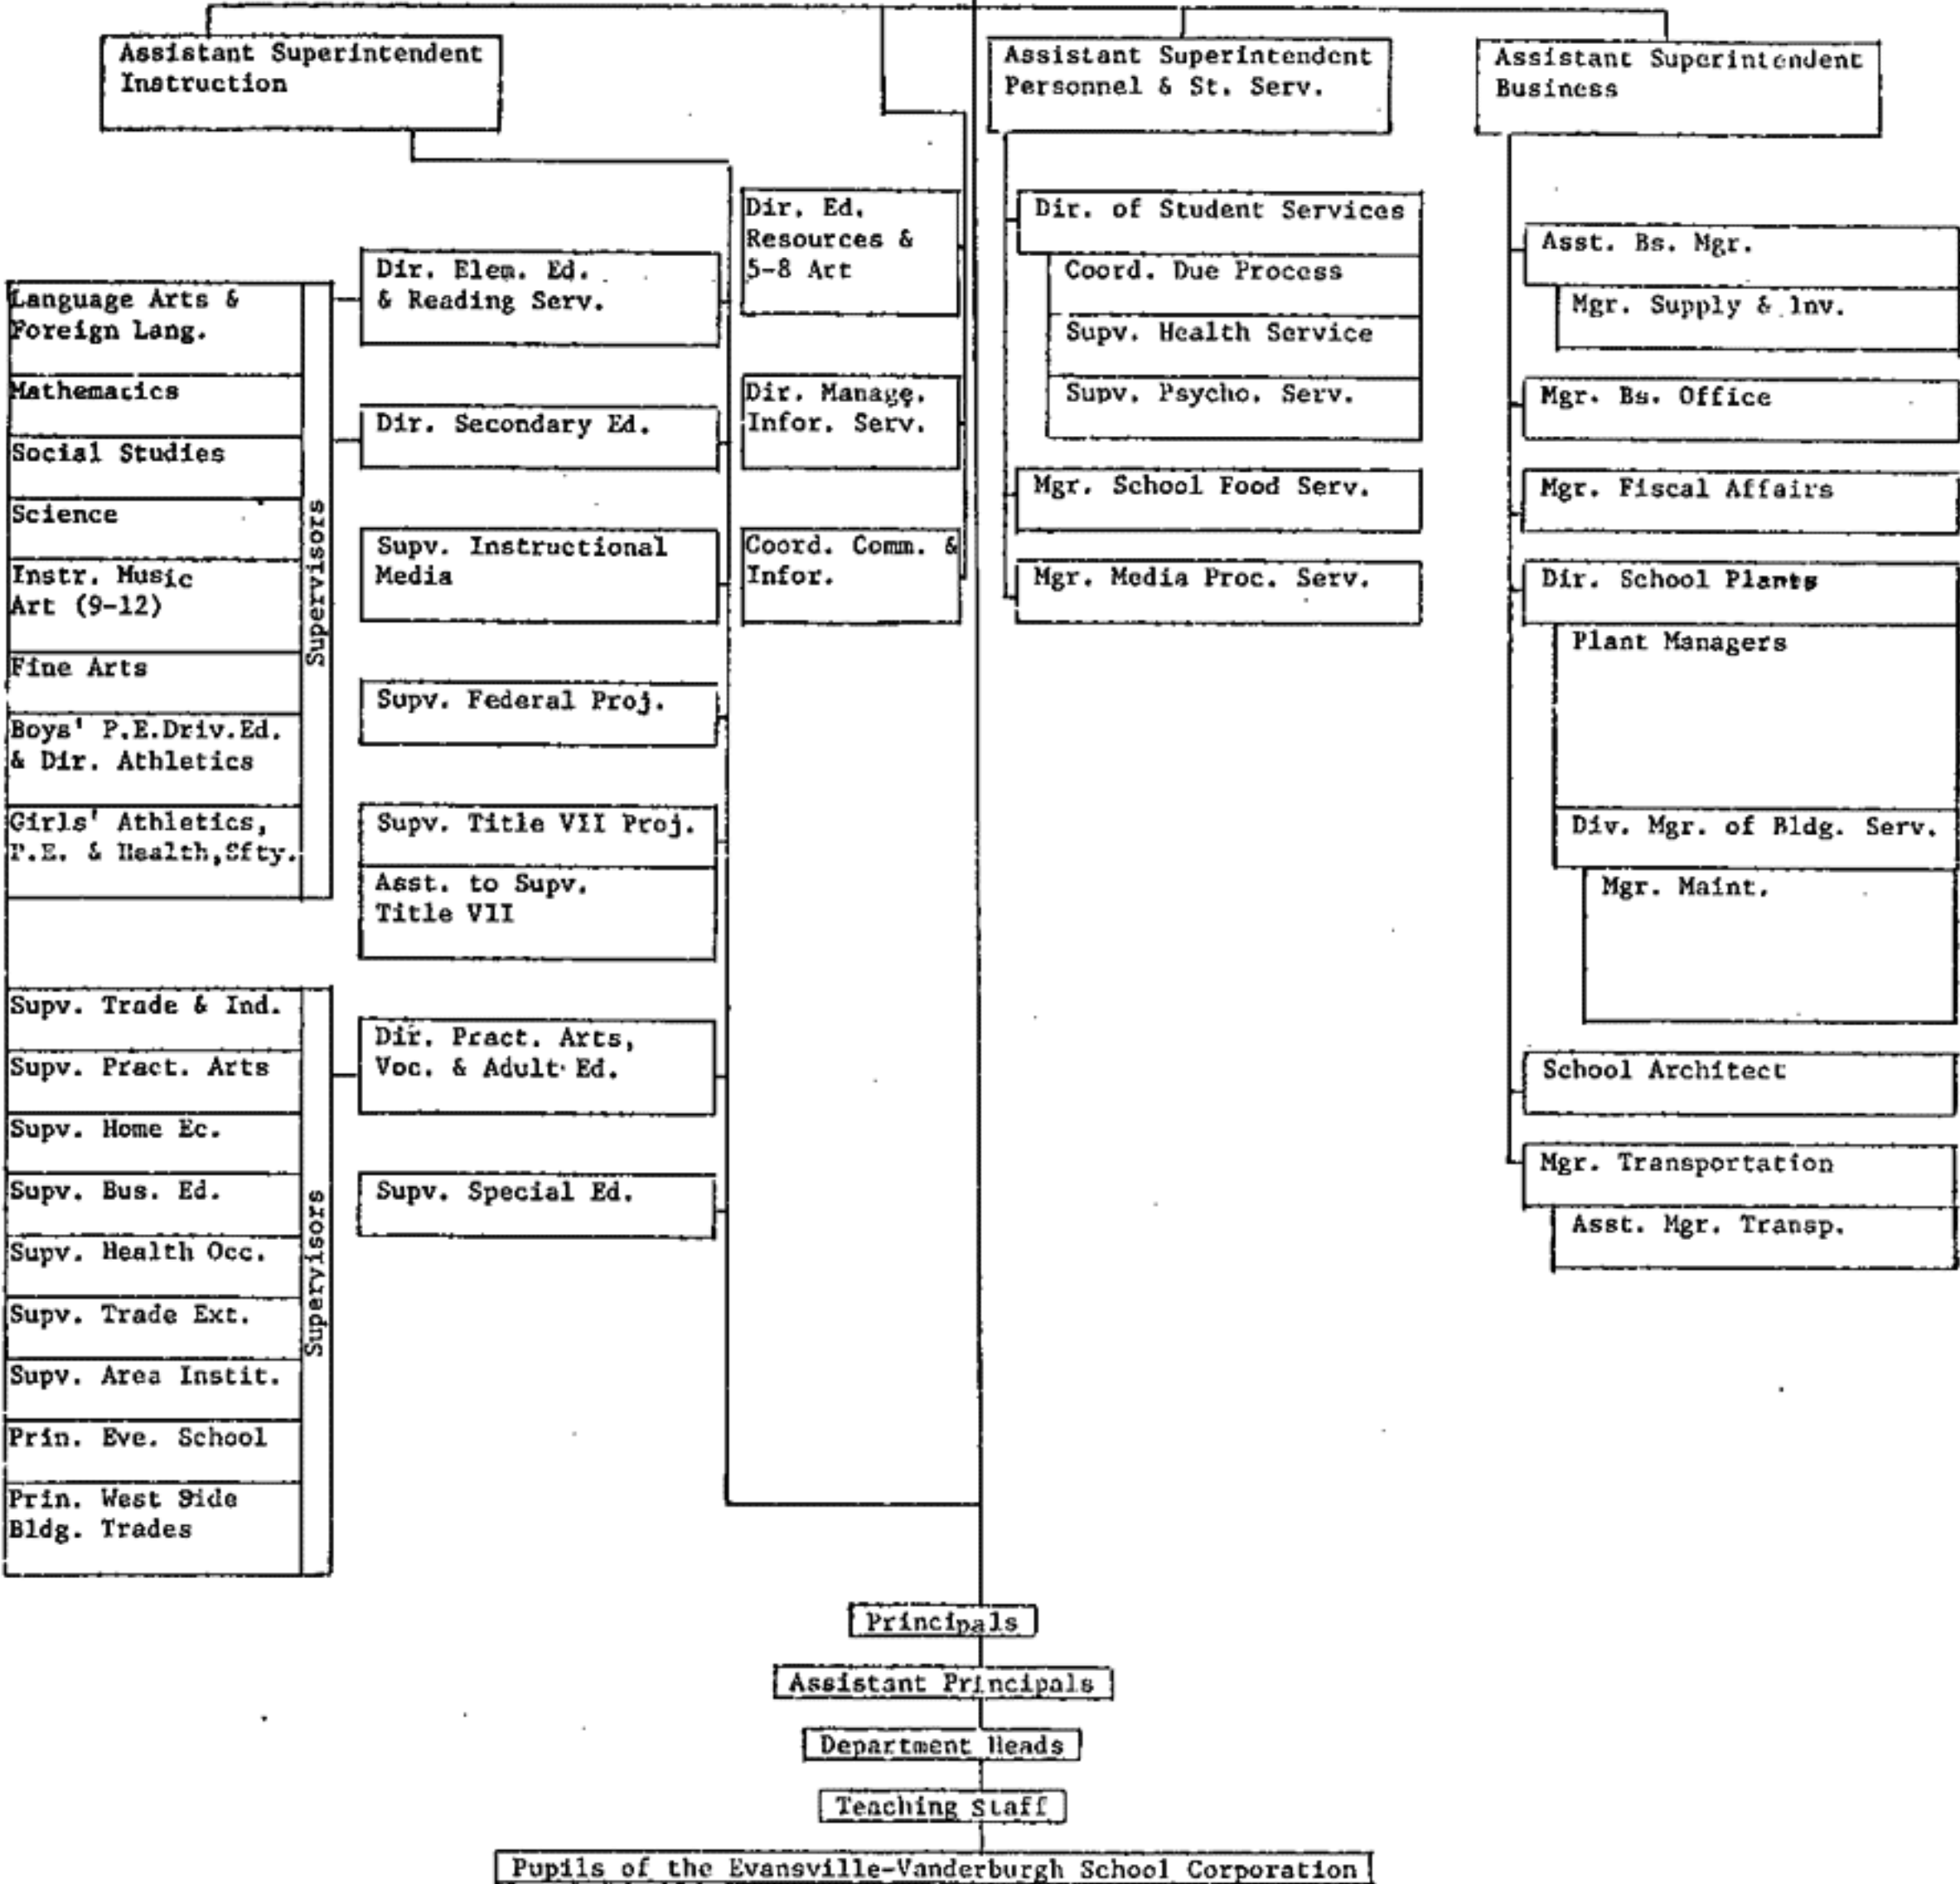 Assistant Superintendent
Instruction
Assistant Superintendent
Personnel & St. Serv.
Assistant Superintendent
Business
Language Arts &
Foreign Lang.
Mathematics
Social Studies
Science
Instr. Music
Art (9-12)
Fine Arts
Boys' P.E.Driv.Ed.
& Dir. Athletics
Girls' Athletics,
P.E. & Health,Sfty.
Supervisors
Supv. Trade & Ind.
Supv. Pract. Arts
Supv. Home Ec.
Supv. Bus. Ed.
Supv. Health Occ.
Supv. Trade Ext.
Supv. Area Instit.
Prin. Eve. School
Prin. West Side
Bldg. Trades
Supervisors
Dir. Elem. Ed.
& Reading Serv.
Dir. Secondary Ed.
Supv. Instructional
Media
Supv. Federal Proj.
Supv. Title VII Proj.
Asst. to Supv.
Title VII
Dir. Pract. Arts,
Voc. & Adult Ed.
Supv. Special Ed.
Dir. Ed.
Resources &
5-8 Art
Dir. Manage.
Infor. Serv.
Coord. Comm. &
Infor.
Dir. of Student Services
Coord. Due Process
Supv. Health Service
Supv. Psycho. Serv.
Mgr. School Food Serv.
Mgr. Media Proc. Serv.
Asst. Bs. Mgr.
Mgr. Supply & Inv.
Mgr. Bs. Office
Mgr. Fiscal Affairs
Dir. School Plants
Plant Managers
Div. Mgr. of Bldg. Serv.
Mgr. Maint.
School Architect
Mgr. Transportation
Asst. Mgr. Transp.
Principals
Assistant Principals
Department Heads
Teaching Staff
Pupils of the Evansville-Vanderburgh School Corporation